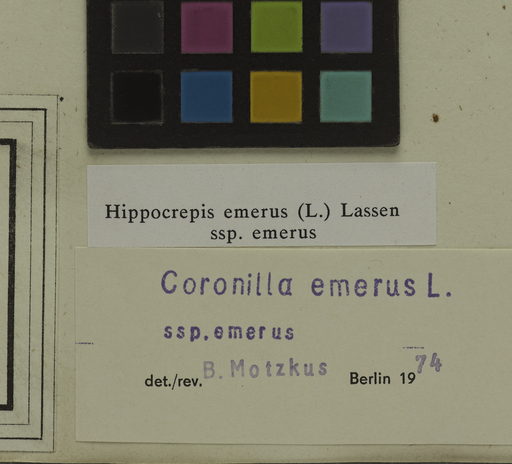 Hippocrepis emerus (L.) Lassen
ssp. emerus
Coronilla emerus L.
ssp. emerus
det./rev. B. Motzkus Berlin 1974